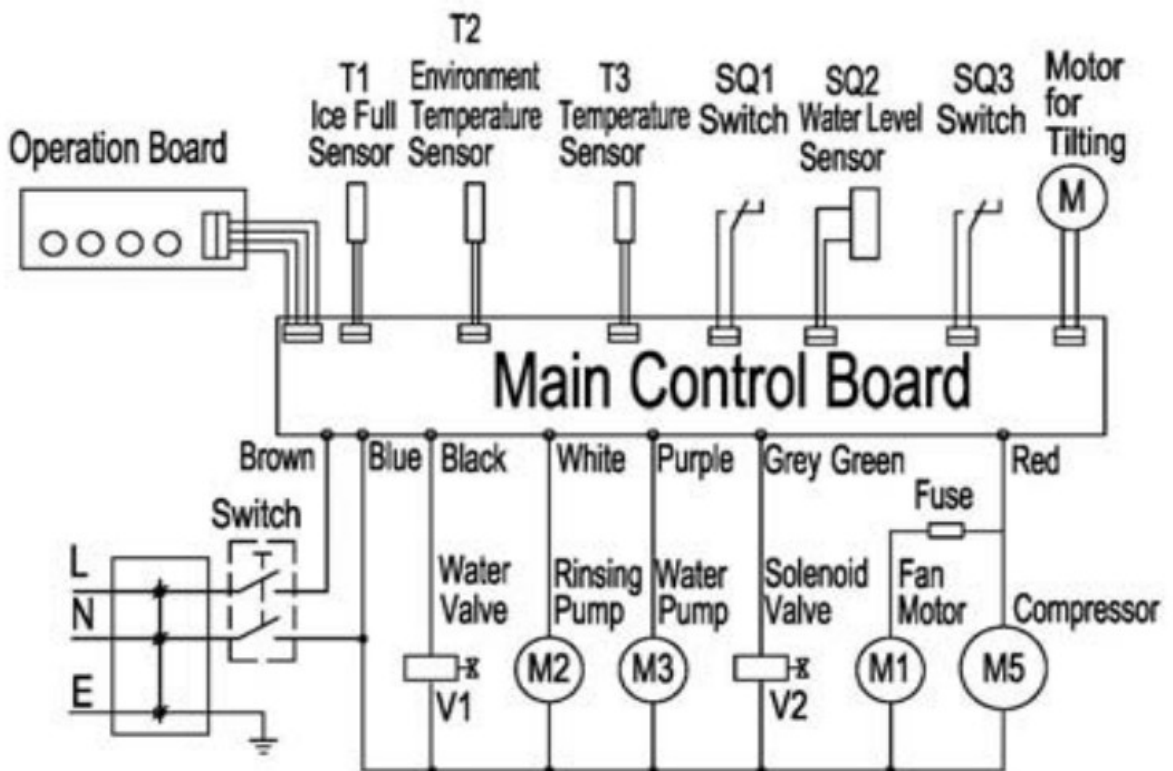 Operation Board
T1
Ice Full
Sensor
T2
Environment
Temperature
Sensor
T3
Temperature
Sensor
SQ1
Switch
SQ2
Water Level
Sensor
SQ3
Switch
Motor
for
Tilting
M
Main Control Board
Brown
Blue
Black
White
Purple
Grey Green
Red
Switch
L
N
E
Water
Valve
V1
Rinsing
Pump
M2
Water
Pump
M3
Solenoid
Valve
V2
Fuse
Fan
Motor
M1
Compressor
M5